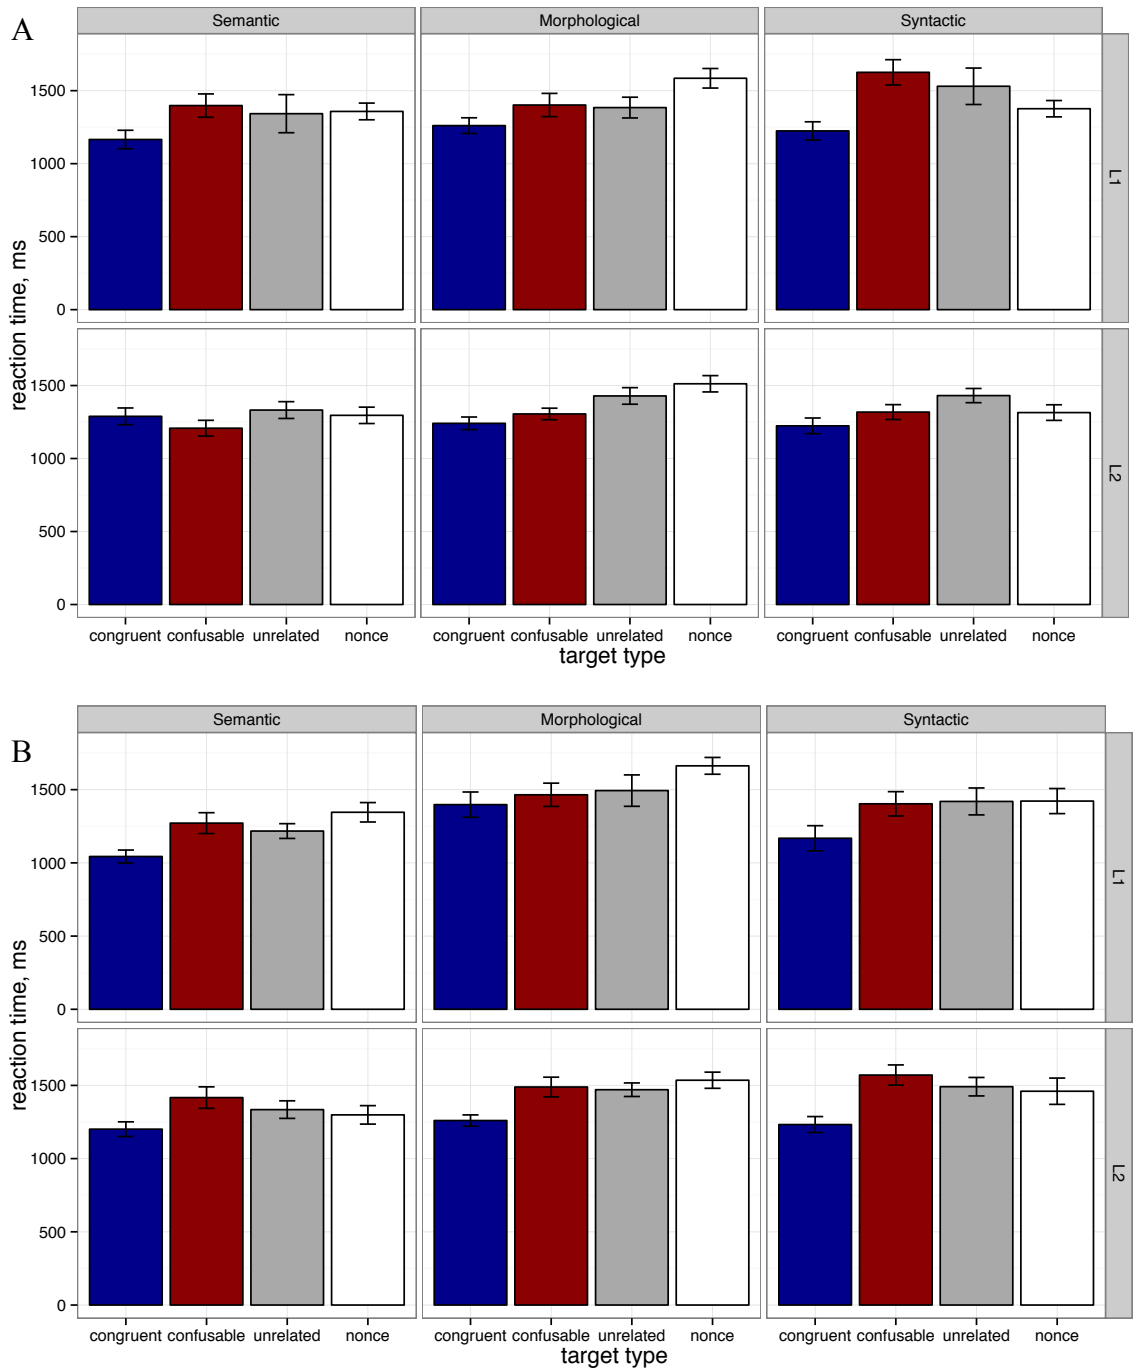 A
Semantic Morphological Syntactic
1500
1000
500
0
L1
1500
1000
500
0
L2
reaction time, ms
congruent confusable unrelated nonce congruent confusable unrelated nonce congruent confusable unrelated nonce
target type
B
Semantic Morphological Syntactic
1500
1000
500
0
L1
1500
1000
500
0
L2
reaction time, ms
congruent confusable unrelated nonce congruent confusable unrelated nonce congruent confusable unrelated nonce
target type